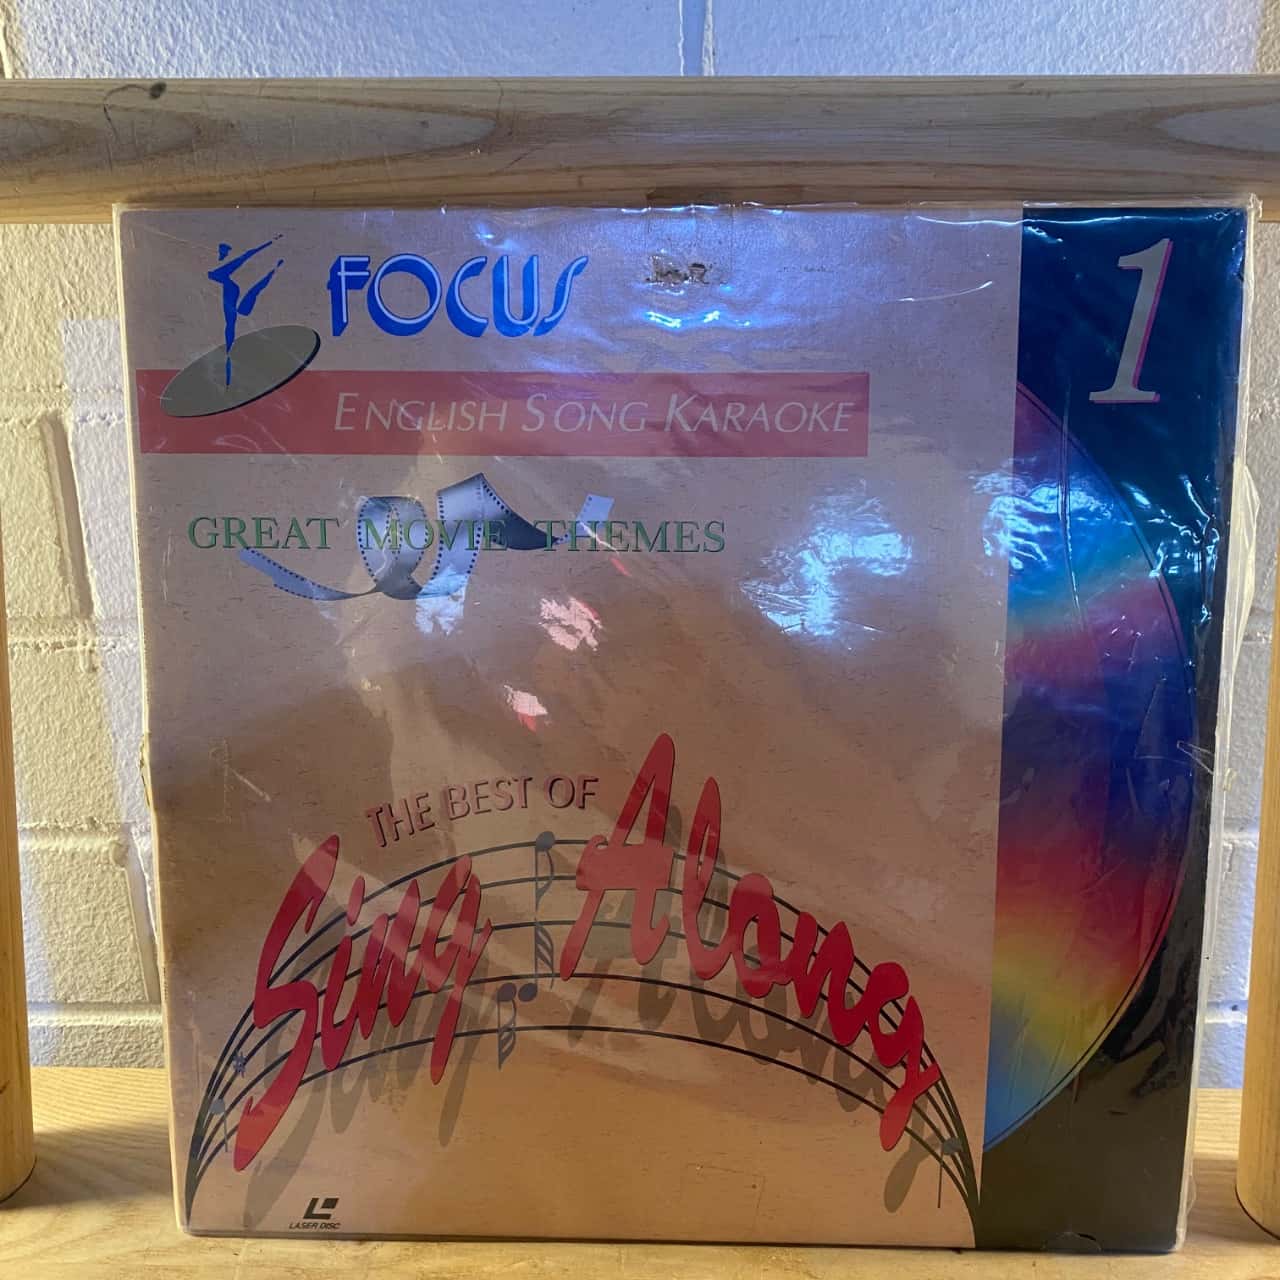 FOCUS
1
ENGLISH SONG KARAOKE
GREAT MOVIE THEMES
THE BEST OF
Sing Along
LASER DISC